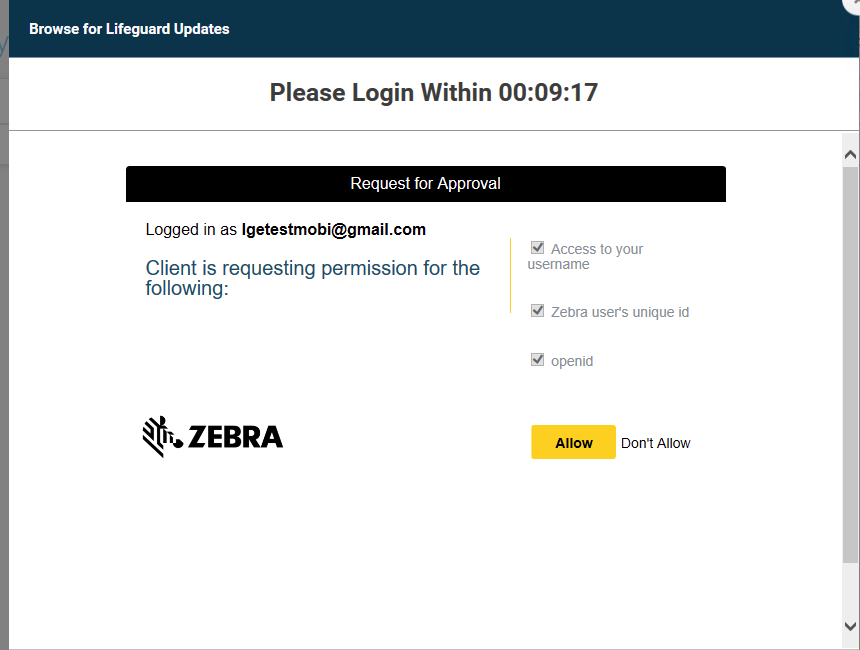 Browse for Lifeguard Updates
Please Login Within 00:09:17
Request for Approval
Logged in as lgetestmobi@gmail.com
Client is requesting permission for the
following:
Access to your
username
Zebra user's unique id
openid
ZEBRA
Allow
Don't Allow